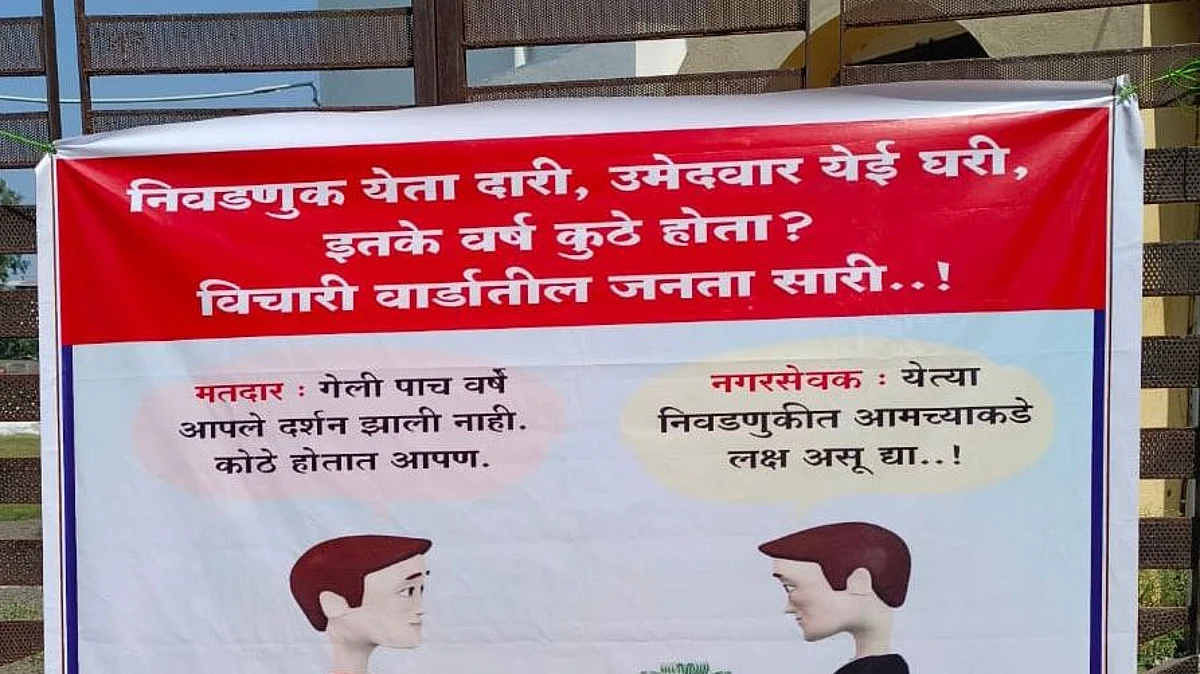 निवडणुक येता दारी, उमेदवार येई घरी,
इतके वर्ष कुठे होता?
विचारी वार्डातील जनता सारी..!
मतदार : गेली पाच वर्षे
आपले दर्शन झाली नाही.
कोठे होतात आपण.
नगरसेवक : येत्या
निवडणुकीत आमच्याकडे
लक्ष असू द्या..!